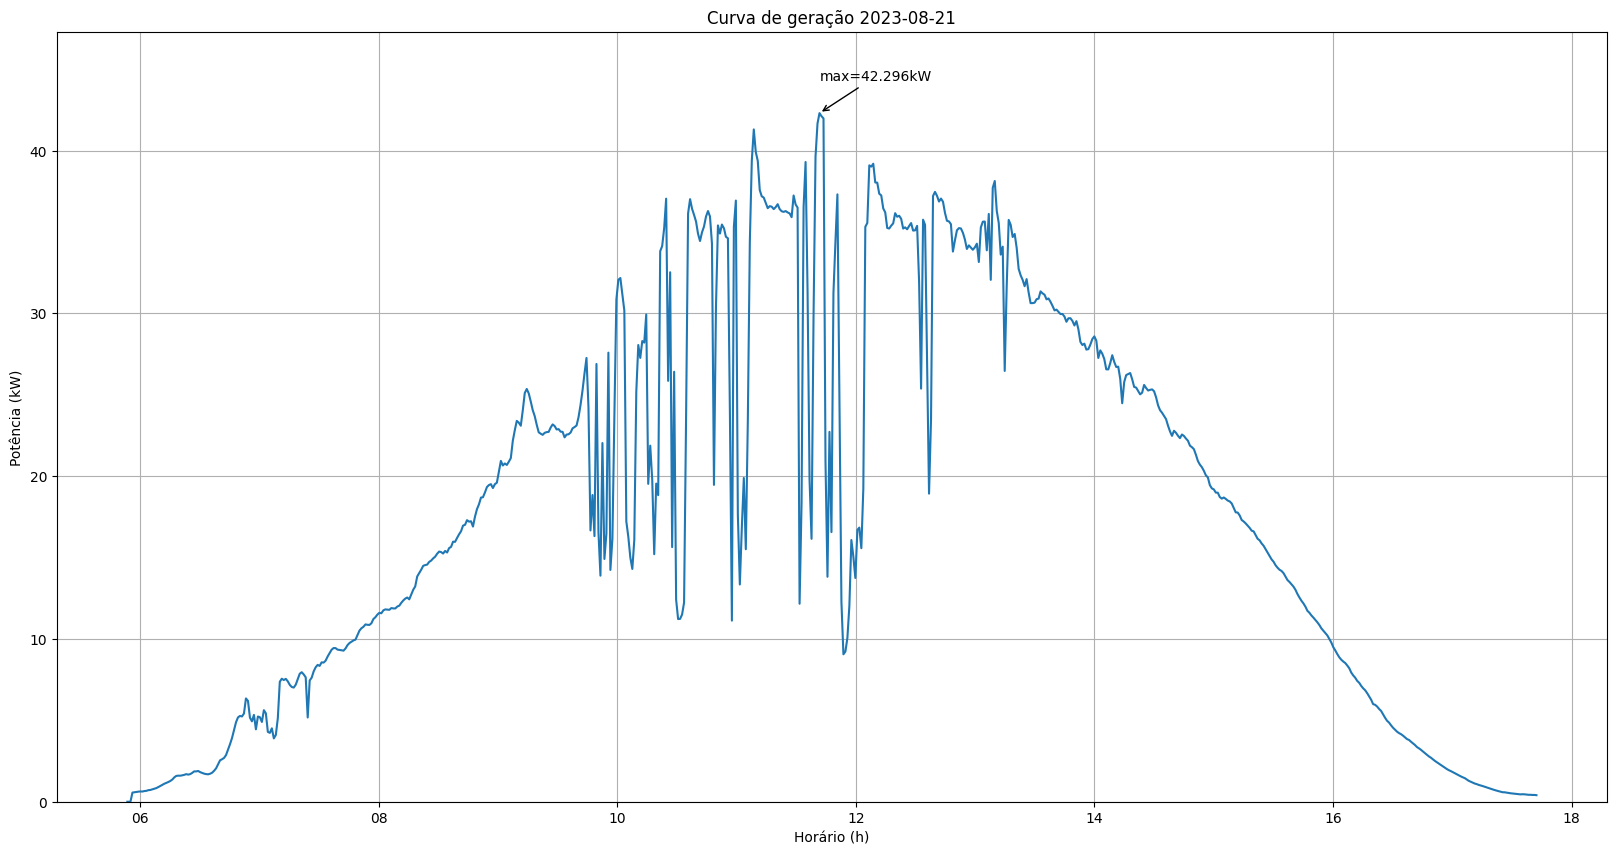 Curva de geração 2023-08-21
max=42.296kW
Potência (kW)
40
30
20
10
0
06 08 10 12 14 16 18
Horário (h)